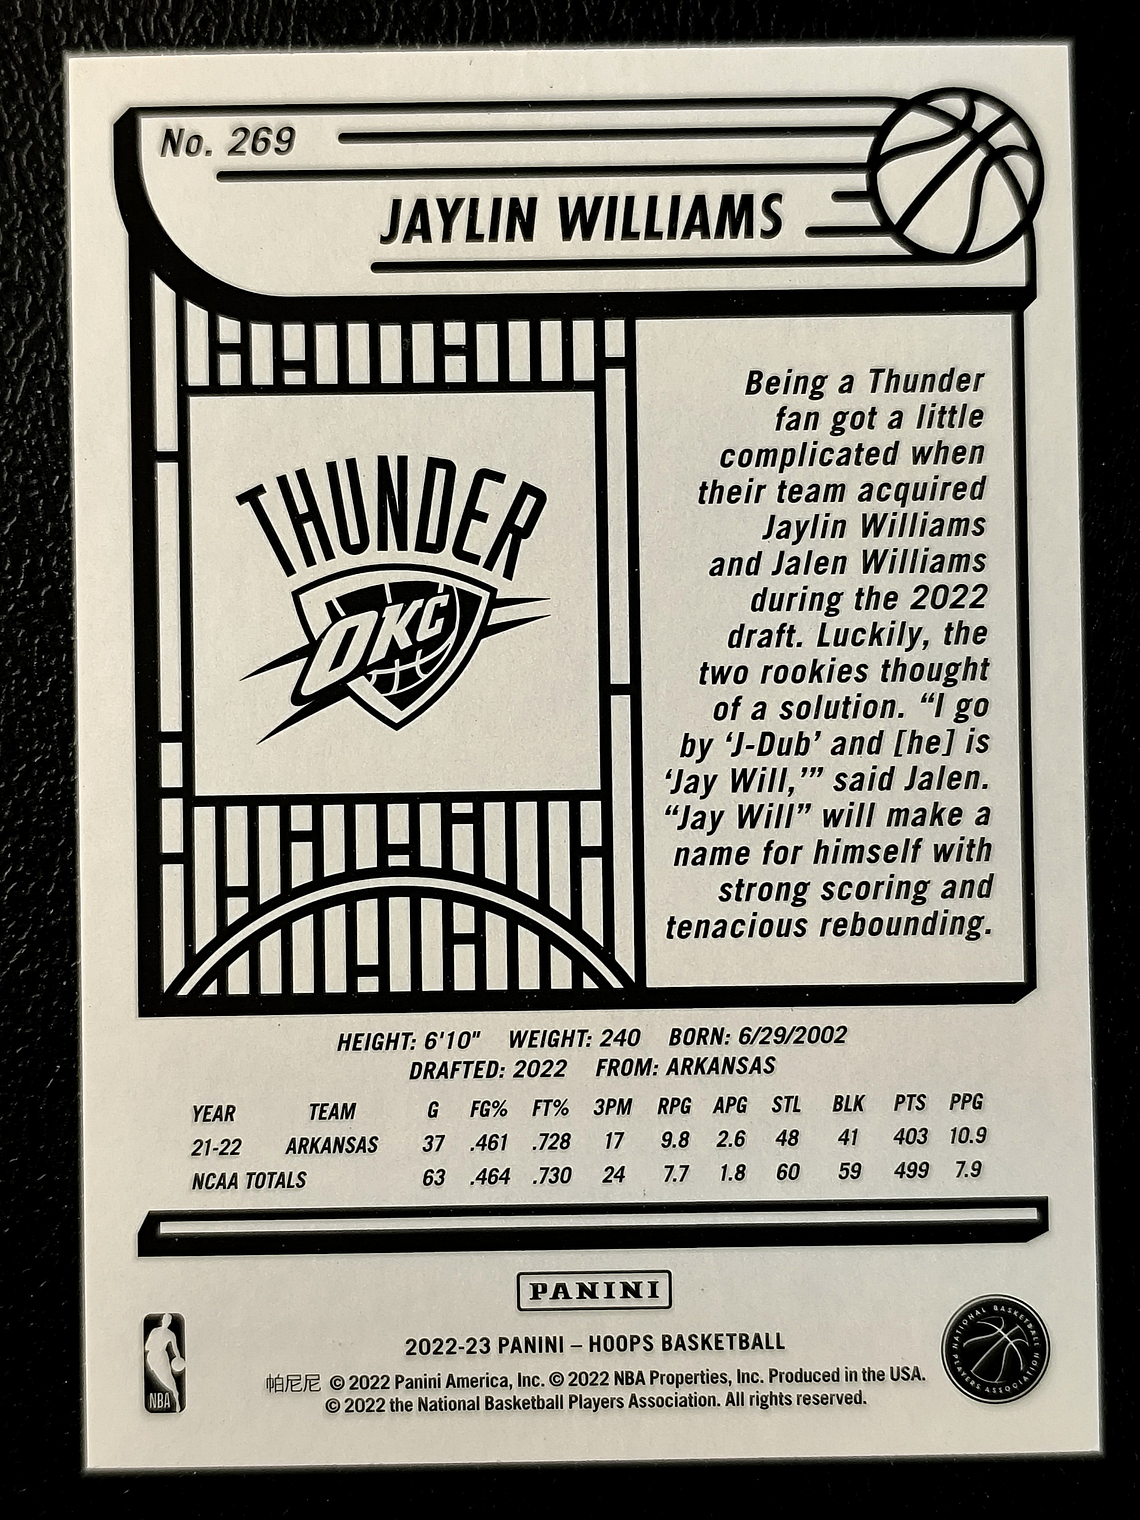 No. 269
JAYLIN WILLIAMS
THUNDER
OKC
Being a Thunder
fan got a little
complicated when
their team acquired
Jaylin Williams
and Jalen Williams
during the 2022
draft. Luckily, the
two rookies thought
of a solution. “I go
by ‘J-Dub’ and [he] is
‘Jay Will,’” said Jalen.
“Jay Will” will make a
name for himself with
strong scoring and
tenacious rebounding.
HEIGHT: 6'10" WEIGHT: 240 BORN: 6/29/2002
DRAFTED: 2022 FROM: ARKANSAS
YEAR TEAM G FG% FT% 3PM RPG APG STL BLK PTS PPG
21-22 ARKANSAS 37 .461 .728 17 9.8 2.6 48 41 403 10.9
NCAA TOTALS 63 .464 .730 24 7.7 1.8 60 59 499 7.9
PANINI
2022-23 PANINI – HOOPS BASKETBALL
帕尼尼 © 2022 Panini America, Inc. © 2022 NBA Properties, Inc. Produced in the USA.
© 2022 the National Basketball Players Association. All rights reserved.
NBA
NATIONAL BASKETBALL PLAYERS ASSOCIATION